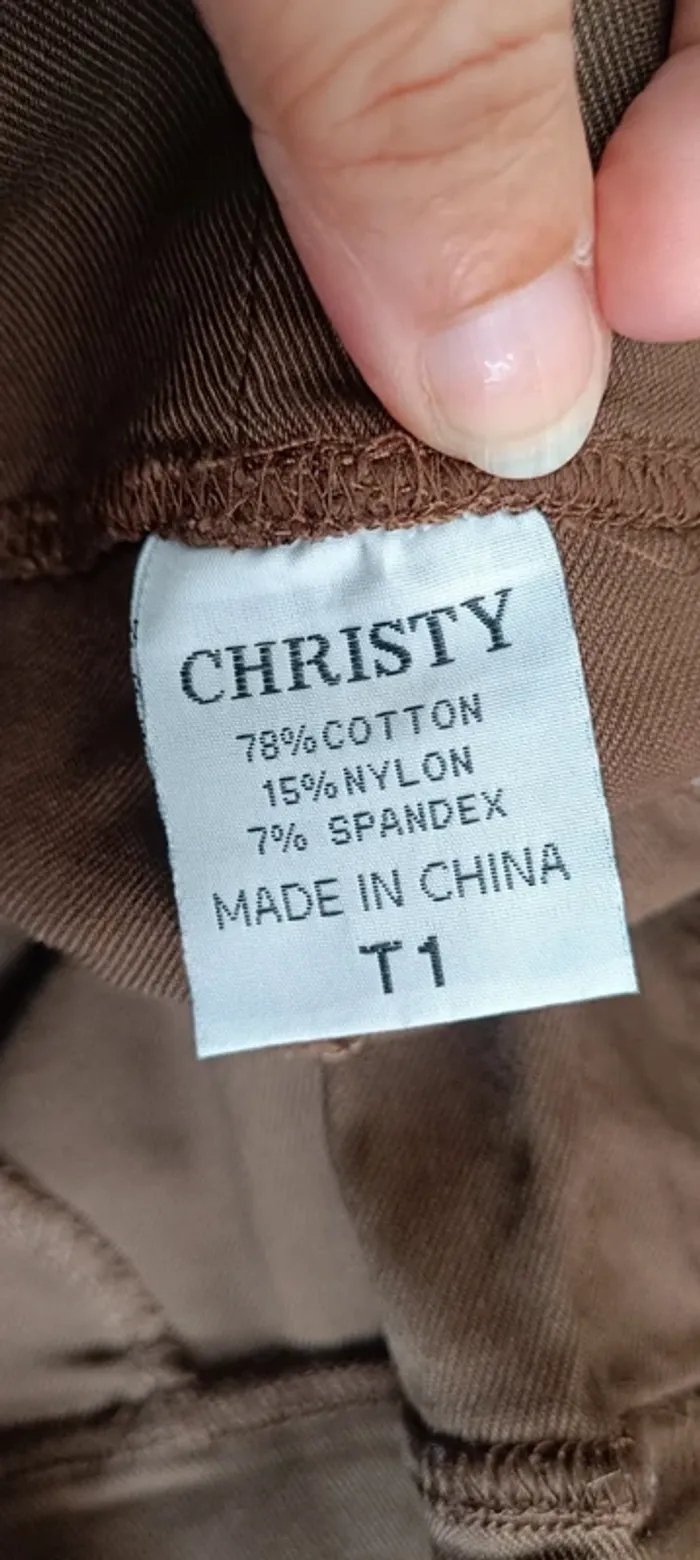 CHRISTY
78%COTTON
15%NYLON
7% SPANDEX
MADE IN CHINA
T1